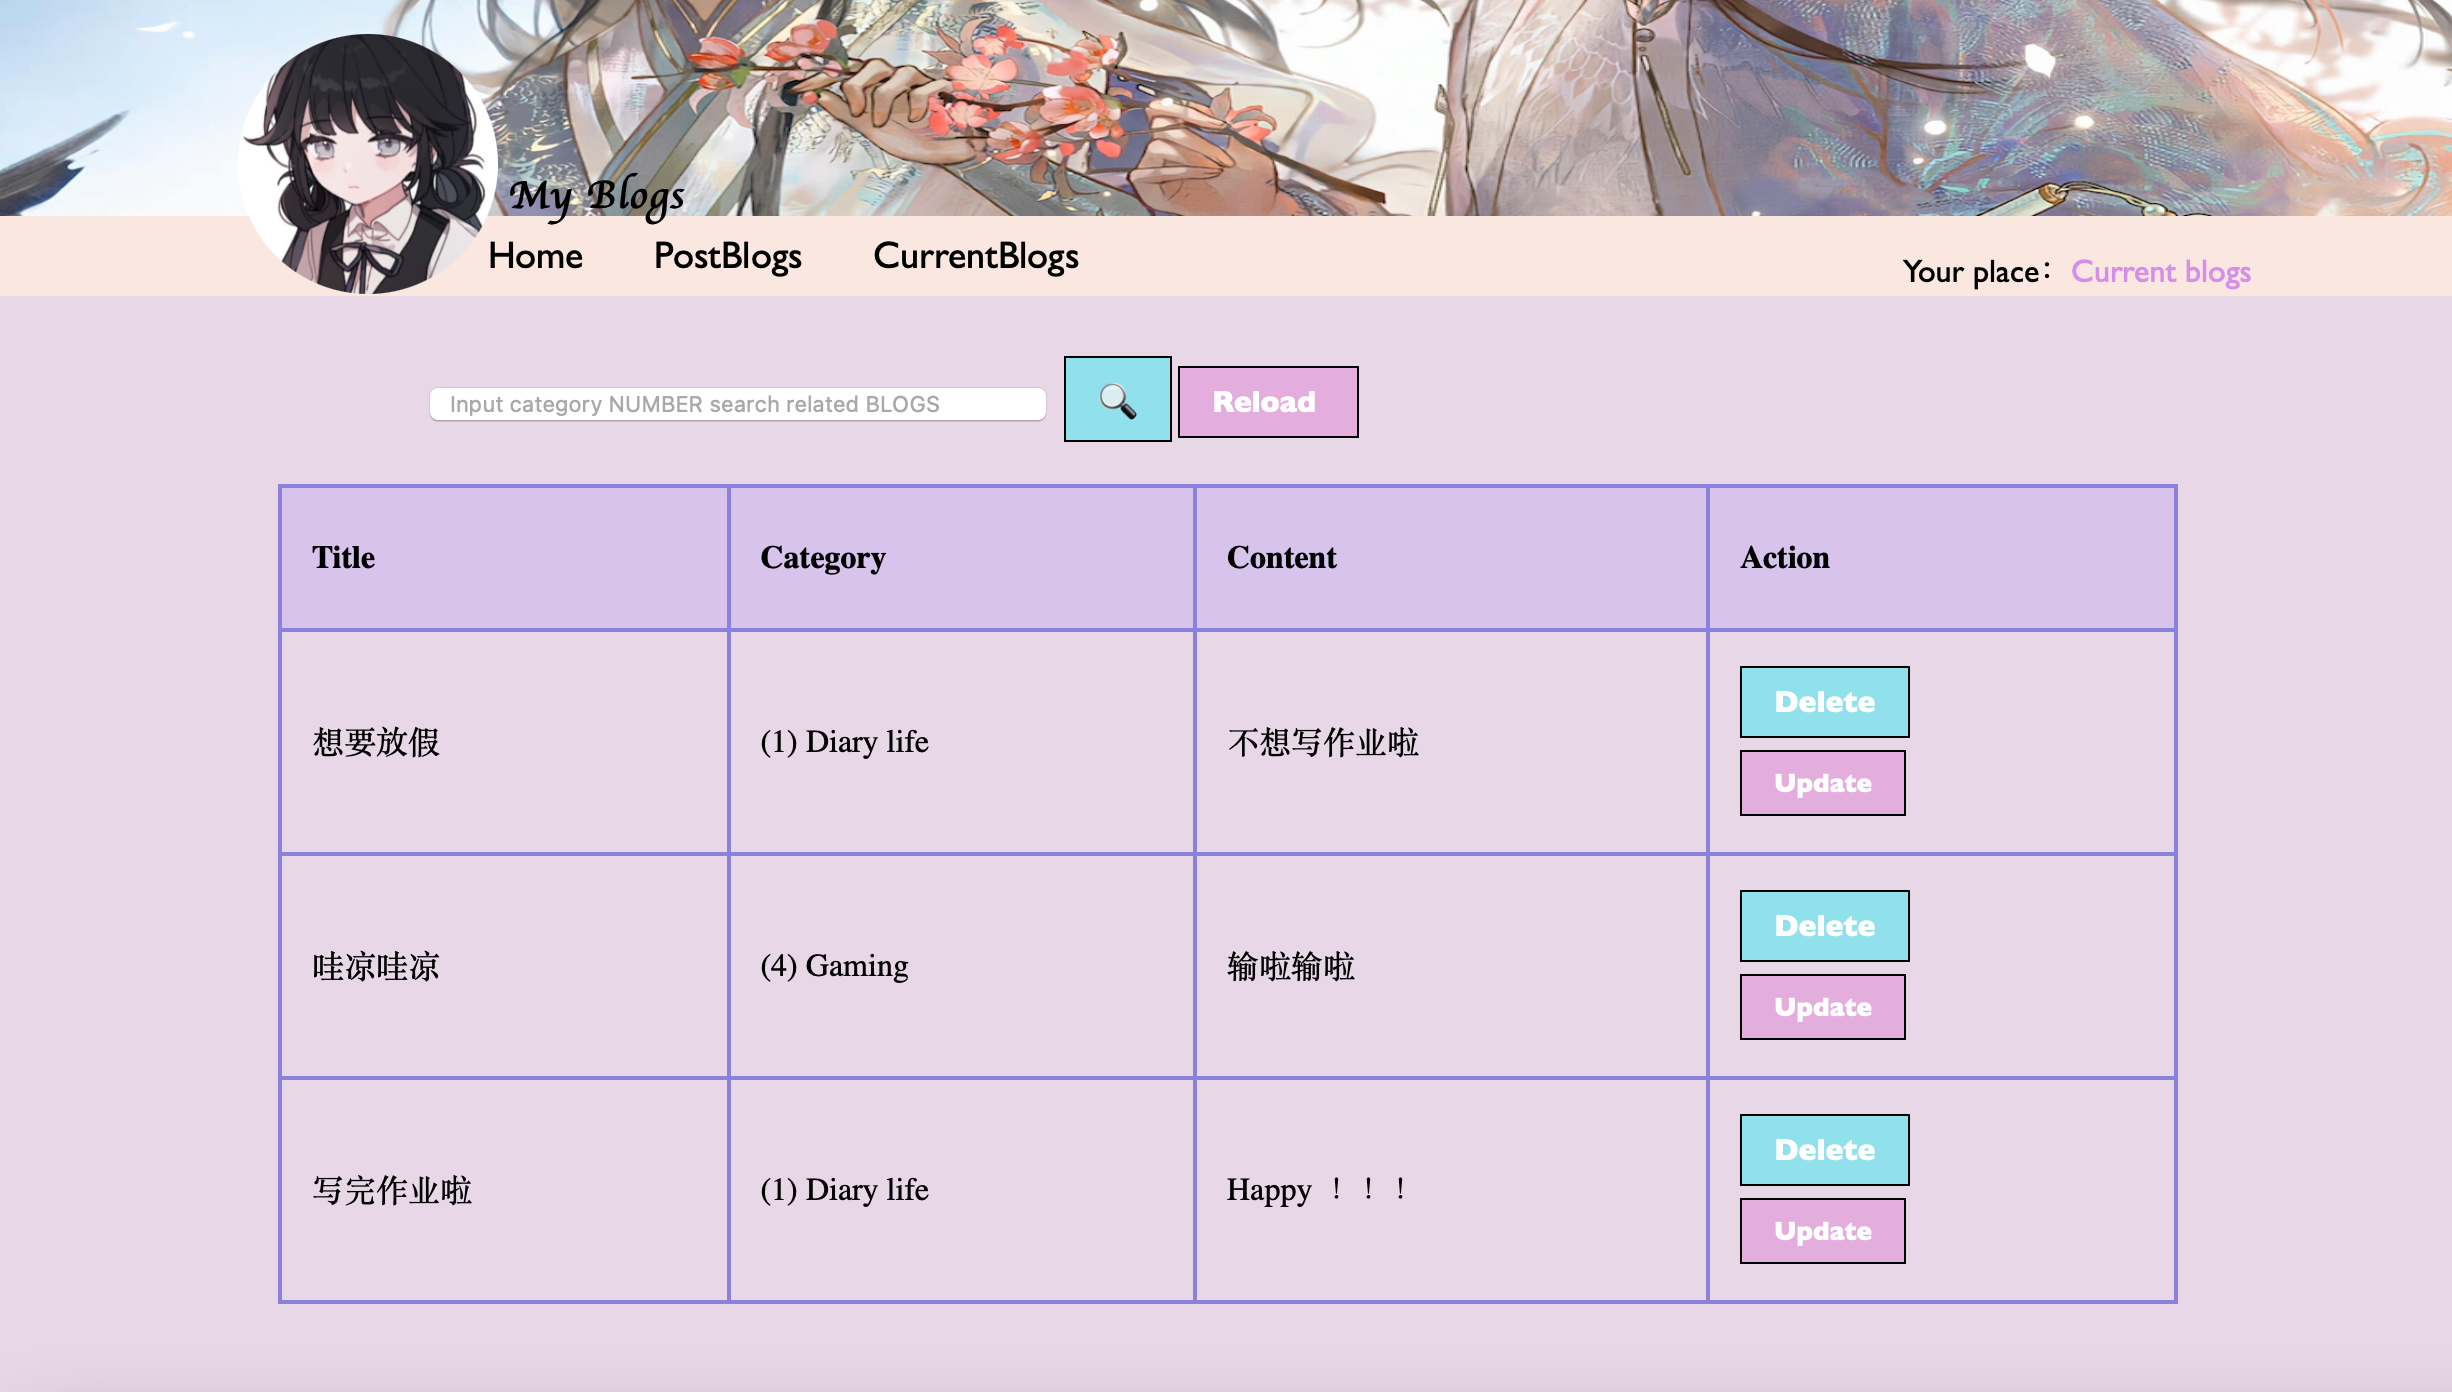 My Blogs
Home PostBlogs CurrentBlogs
Your place： Current blogs
Input category NUMBER search related BLOGS
Reload
Title Category Content Action
想要放假 (1) Diary life 不想写作业啦 Delete
Update
哇凉哇凉 (4) Gaming 输啦输啦 Delete
Update
写完作业啦 (1) Diary life Happy ！！！ Delete
Update